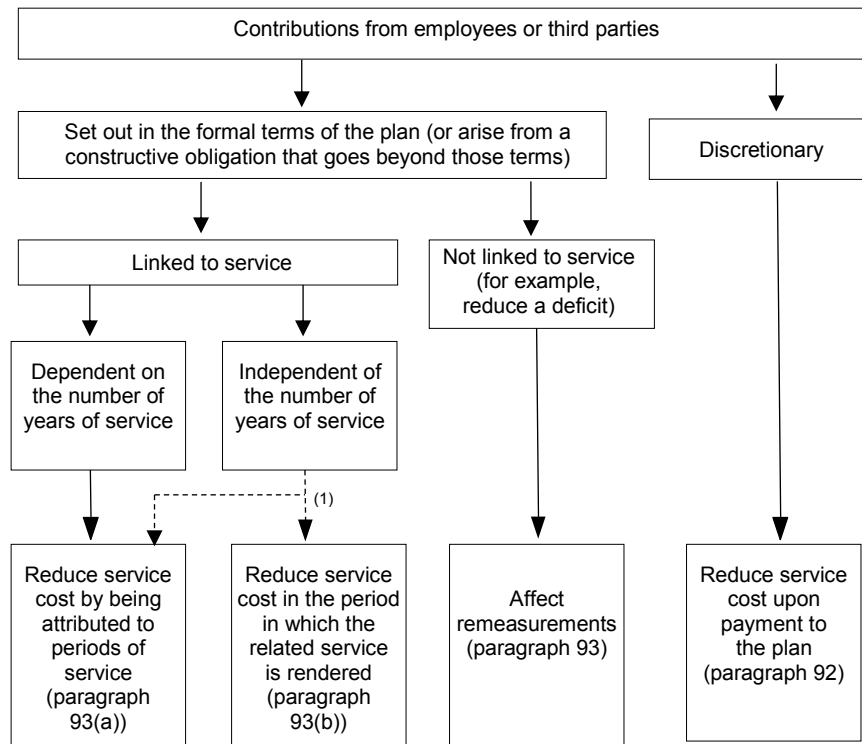 Contributions from employees or third parties
Set out in the formal terms of the plan (or arise from a
constructive obligation that goes beyond those terms)
Discretionary
Linked to service
Not linked to service
(for example,
reduce a deficit)
Dependent on
the number of
years of service
Independent of
the number of
years of service
(1)
Reduce service
cost by being
attributed to
periods of
service
(paragraph
93(a))
Reduce service
cost in the period
in which the
related service
is rendered
(paragraph
93(b))
Affect
remeasurements
(paragraph 93)
Reduce service
cost upon
payment to
the plan
(paragraph 92)